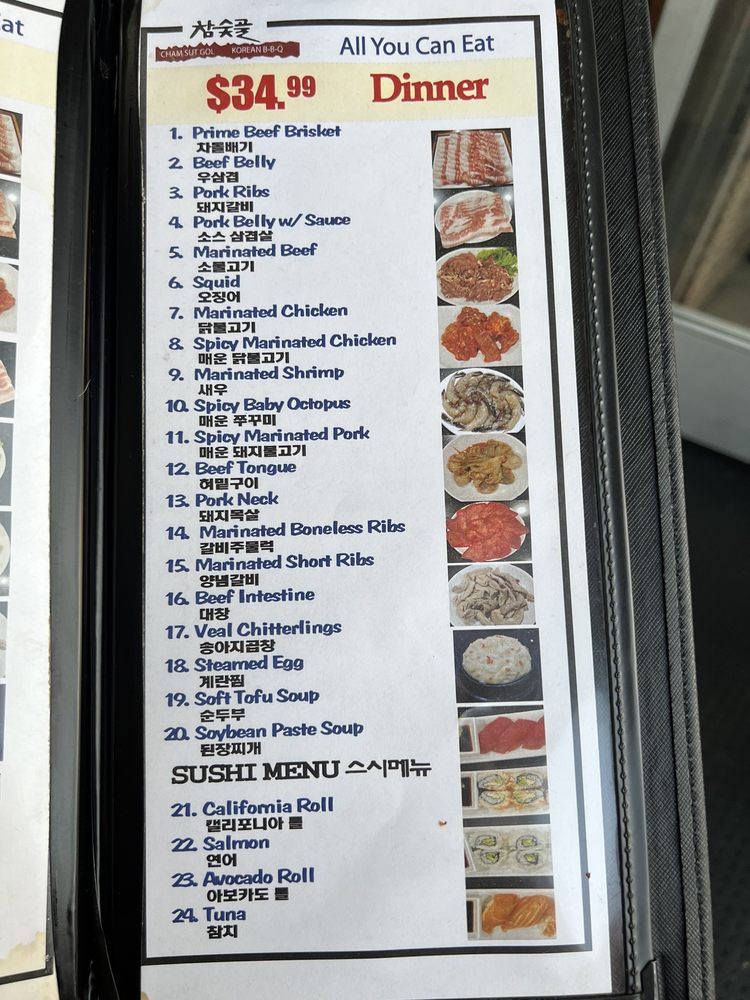 at
참숯골
CHAM SUT GOL KOREAN B-B-Q
All You Can Eat
$34.99 Dinner
1. Prime Beef Brisket
차돌배기
2. Beef Belly
우삼겹
3. Pork Ribs
돼지갈비
4. Pork Belly w/ Sauce
소스 삼겹살
5. Marinated Beef
소불고기
6. Squid
오징어
7. Marinated Chicken
닭불고기
8. Spicy Marinated Chicken
매운 닭불고기
9. Marinated Shrimp
새우
10. Spicy Baby Octopus
매운 쭈꾸미
11. Spicy Marinated Pork
매운 돼지불고기
12. Beef Tongue
혀밑구이
13. Pork Neck
돼지목살
14. Marinated Boneless Ribs
갈비주물럭
15. Marinated Short Ribs
양념갈비
16. Beef Intestine
대창
17. Veal Chitterlings
송아지곱창
18. Steamed Egg
계란찜
19. Soft Tofu Soup
순두부
20. Soybean Paste Soup
된장찌개
SUSHI MENU 스시메뉴
21. California Roll
캘리포니아 롤
22. Salmon
연어
23. Avocado Roll
아보카도 롤
24. Tuna
참치